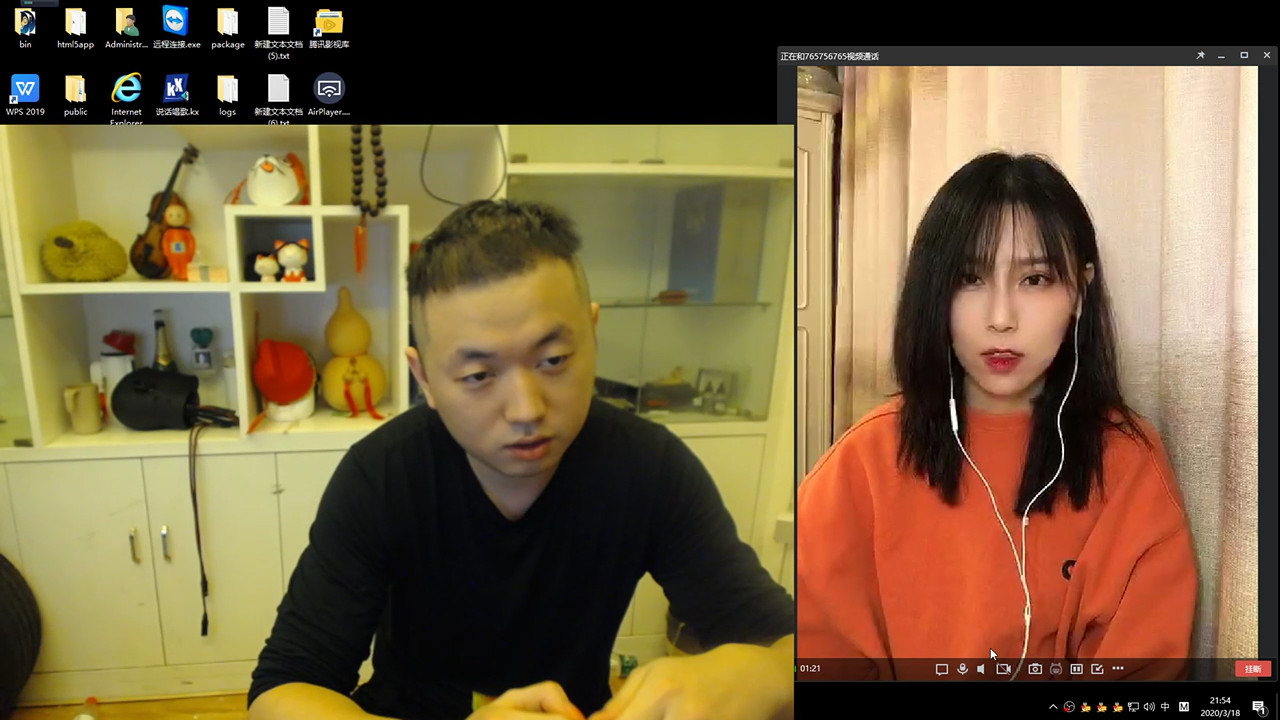 bin
html5app
Administr...
远程连接.exe
package
新建文本文档
(5).txt
腾讯影视库
WPS 2019
public
Internet
Explorer
说话唱歌.kx
logs
新建文本文档
(6).txt
AirPlayer....
正在和765756765视频通话
01:21
挂断
中
M
21:54
2020/3/18
1